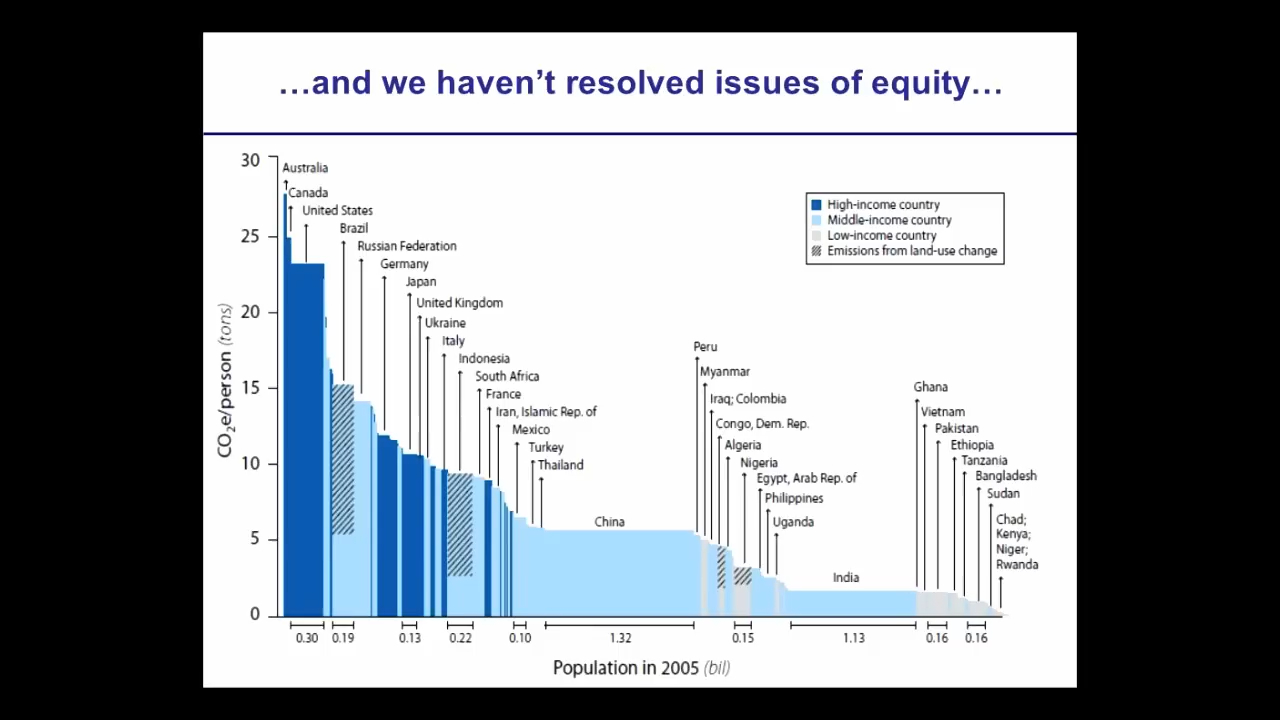 …and we haven't resolved issues of equity…
30
25
20
15
10
5
0
CO2e/person (tons)
Australia
Canada
United States
Brazil
Russian Federation
Germany
Japan
United Kingdom
Ukraine
Italy
Indonesia
South Africa
France
Iran, Islamic Rep. of
Mexico
Turkey
Thailand
China
Peru
Myanmar
Iraq; Colombia
Congo, Dem. Rep.
Algeria
Nigeria
Egypt, Arab Rep. of
Philippines
Uganda
India
Ghana
Vietnam
Pakistan
Ethiopia
Tanzania
Bangladesh
Sudan
Chad;
Kenya;
Niger;
Rwanda
High-income country
Middle-income country
Low-income country
Emissions from land-use change
0.30 0.19 0.13 0.22 0.10 1.32 0.15 1.13 0.16 0.16
Population in 2005 (bil)